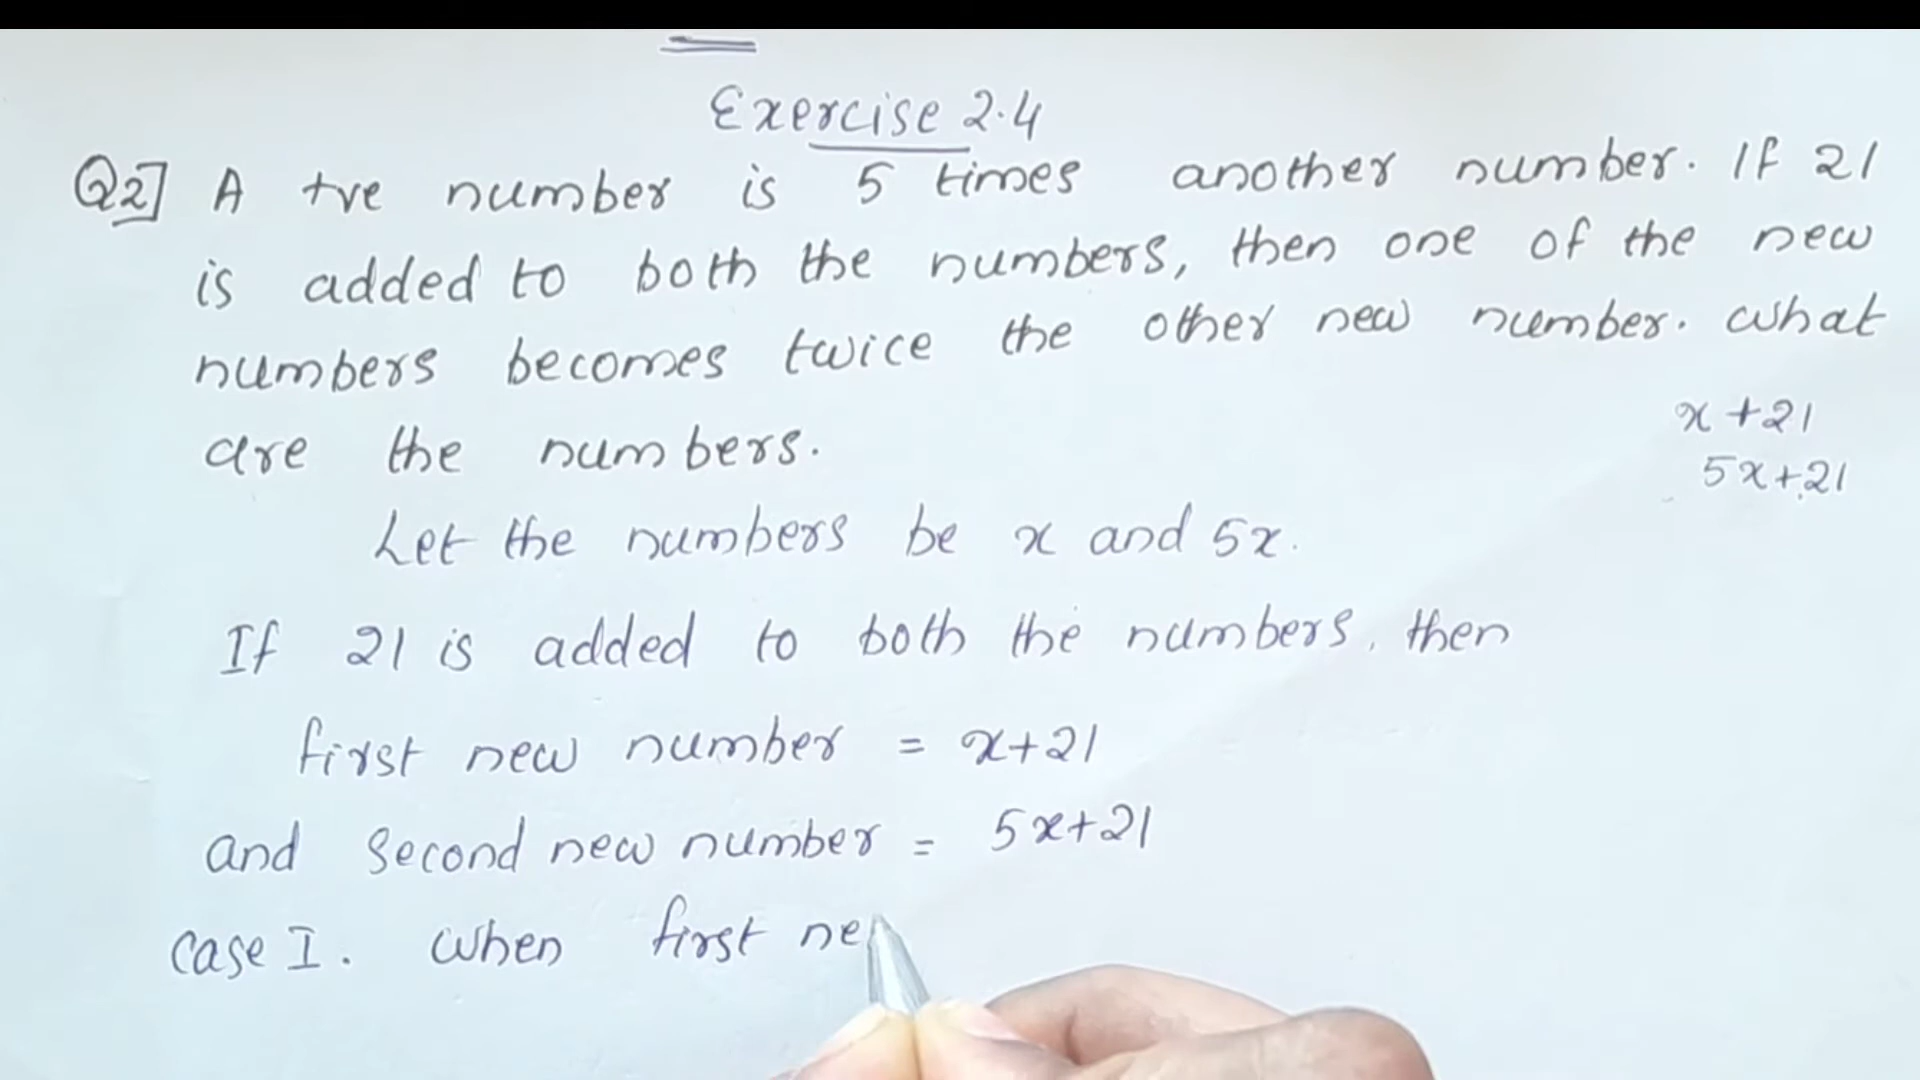 Exercise 2.4
Q2] A +ve number is 5 times another number. If 21
is added to both the numbers, then one of the new
numbers becomes twice the other new number. what
are the numbers.
x +21
5x+21
Let the numbers be x and 5x.
If 21 is added to both the numbers, then
first new number = x+21
and second new number = 5x+21
case I. when first ne